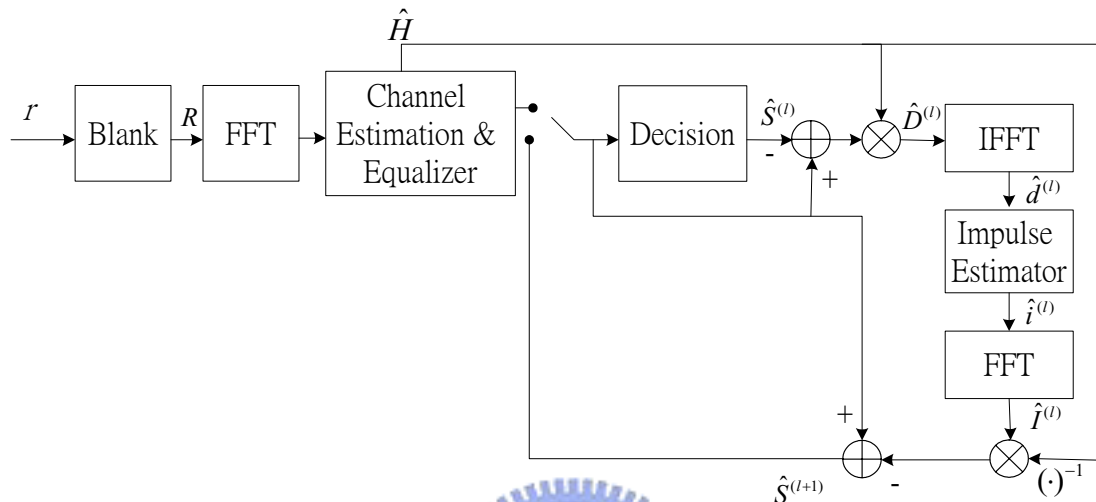 Ĥ
r
Blank
R
FFT
Channel
Estimation &
Equalizer
Decision
Ŝ⁽ˡ⁾
-
+
D̂⁽ˡ⁾
IFFT
d̂⁽ˡ⁾
Impulse
Estimator
î⁽ˡ⁾
FFT
Î⁽ˡ⁾
(·)⁻¹
+
-
Ŝ⁽ˡ⁺¹⁾